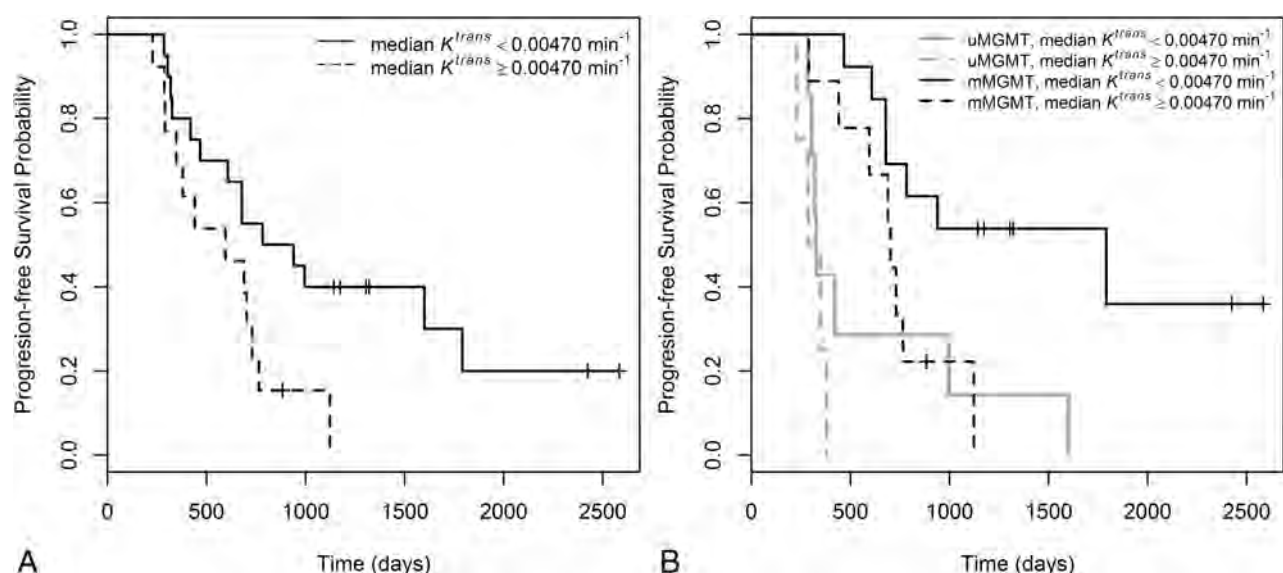 median K^trans < 0.00470 min^-1
median K^trans ≥ 0.00470 min^-1
Progresion-free Survival Probability
1.0
0.8
0.6
0.4
0.2
0.0
0 500 1000 1500 2000 2500
Time (days)
A
uMGMT, median K^trans < 0.00470 min^-1
uMGMT, median K^trans ≥ 0.00470 min^-1
mMGMT, median K^trans < 0.00470 min^-1
mMGMT, median K^trans ≥ 0.00470 min^-1
Progresion-free Survival Probability
1.0
0.8
0.6
0.4
0.2
0.0
0 500 1000 1500 2000 2500
Time (days)
B